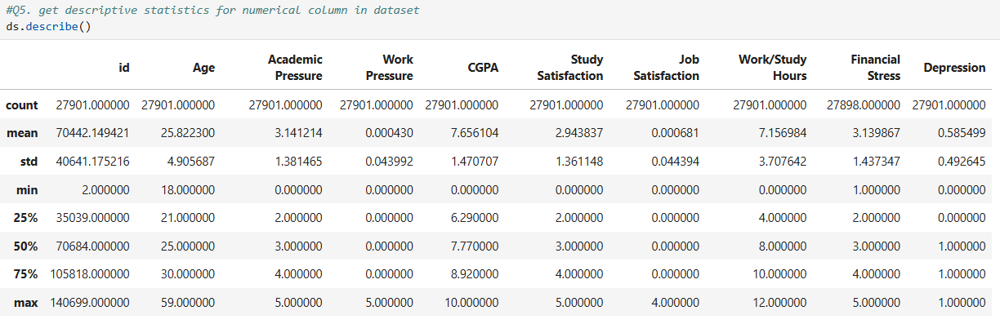 #Q5. get descriptive statistics for numerical column in dataset
ds.describe()
id Age Academic Pressure Work Pressure CGPA Study Satisfaction Job Satisfaction Work/Study Hours Financial Stress Depression
count 27901.000000 27901.000000 27901.000000 27901.000000 27901.000000 27901.000000 27901.000000 27901.000000 27898.000000 27901.000000
mean 70442.149421 25.822300 3.141214 0.000430 7.656104 2.943837 0.000681 7.156984 3.139867 0.585499
std 40641.175216 4.905687 1.381465 0.043992 1.470707 1.361148 0.044394 3.707642 1.437347 0.492645
min 2.000000 18.000000 0.000000 0.000000 0.000000 0.000000 0.000000 0.000000 1.000000 0.000000
25% 35039.000000 21.000000 2.000000 0.000000 6.290000 2.000000 0.000000 4.000000 2.000000 0.000000
50% 70684.000000 25.000000 3.000000 0.000000 7.770000 3.000000 0.000000 8.000000 3.000000 1.000000
75% 105818.000000 30.000000 4.000000 0.000000 8.920000 4.000000 0.000000 10.000000 4.000000 1.000000
max 140699.000000 59.000000 5.000000 5.000000 10.000000 5.000000 4.000000 12.000000 5.000000 1.000000